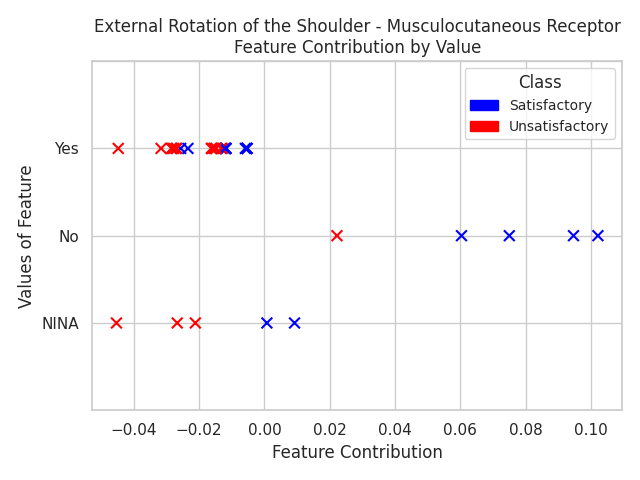 External Rotation of the Shoulder - Musculocutaneous Receptor
Feature Contribution by Value
Class
Satisfactory
Unsatisfactory
Values of Feature
Yes
No
NINA
−0.04 −0.02 0.00 0.02 0.04 0.06 0.08 0.10
Feature Contribution